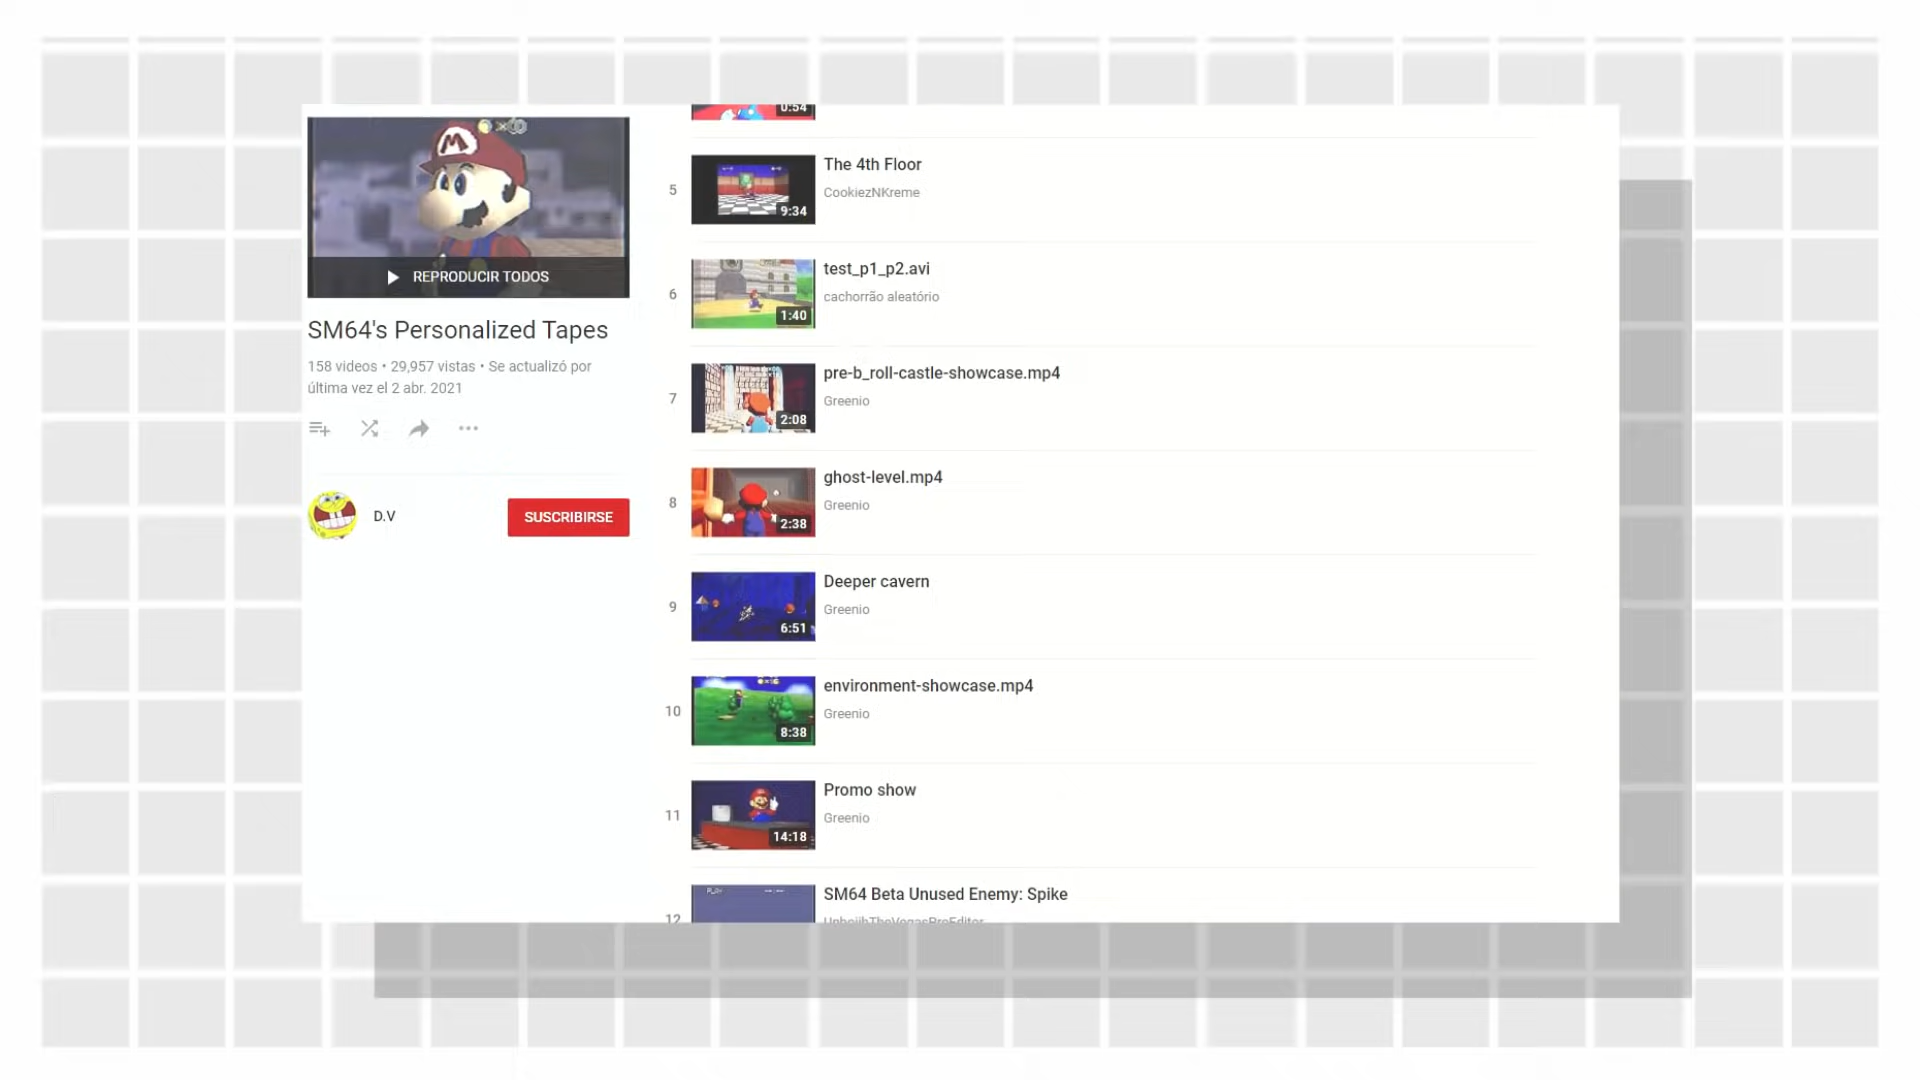 REPRODUCIR TODOS
SM64's Personalized Tapes
158 videos • 29,957 vistas • Se actualizó por
última vez el 2 abr. 2021
D.V
SUSCRIBIRSE
0:54
5
The 4th Floor
CookiezNKreme
9:34
6
test_p1_p2.avi
cachorrão aleatório
1:40
7
pre-b_roll-castle-showcase.mp4
Greenio
2:08
8
ghost-level.mp4
Greenio
2:38
9
Deeper cavern
Greenio
6:51
10
environment-showcase.mp4
Greenio
8:38
11
Promo show
Greenio
14:18
12
SM64 Beta Unused Enemy: Spike
PLAY